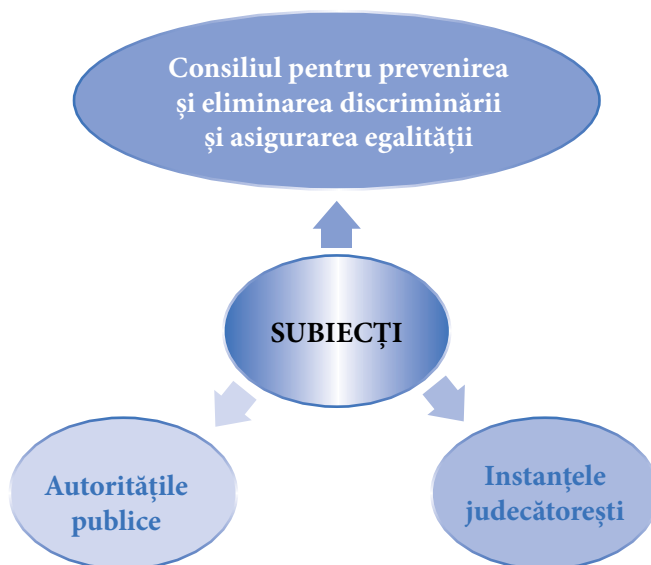 Consiliul pentru prevenirea
și eliminarea discriminării
și asigurarea egalității
SUBIECȚI
Autoritățile
publice
Instanțele
judecătorești